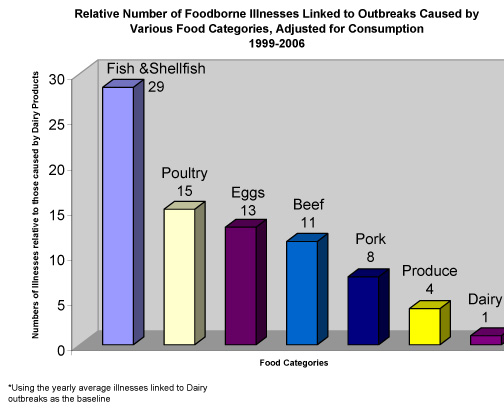 Relative Number of Foodborne Illnesses Linked to Outbreaks Caused by
Various Food Categories, Adjusted for Consumption
1999-2006
Numbers of Illnesses relative to those caused by Dairy Products
30
25
20
15
10
5
0
Fish &Shellfish
29
Poultry
15
Eggs
13
Beef
11
Pork
8
Produce
4
Dairy
1
Food Categories
*Using the yearly average illnesses linked to Dairy
outbreaks as the baseline